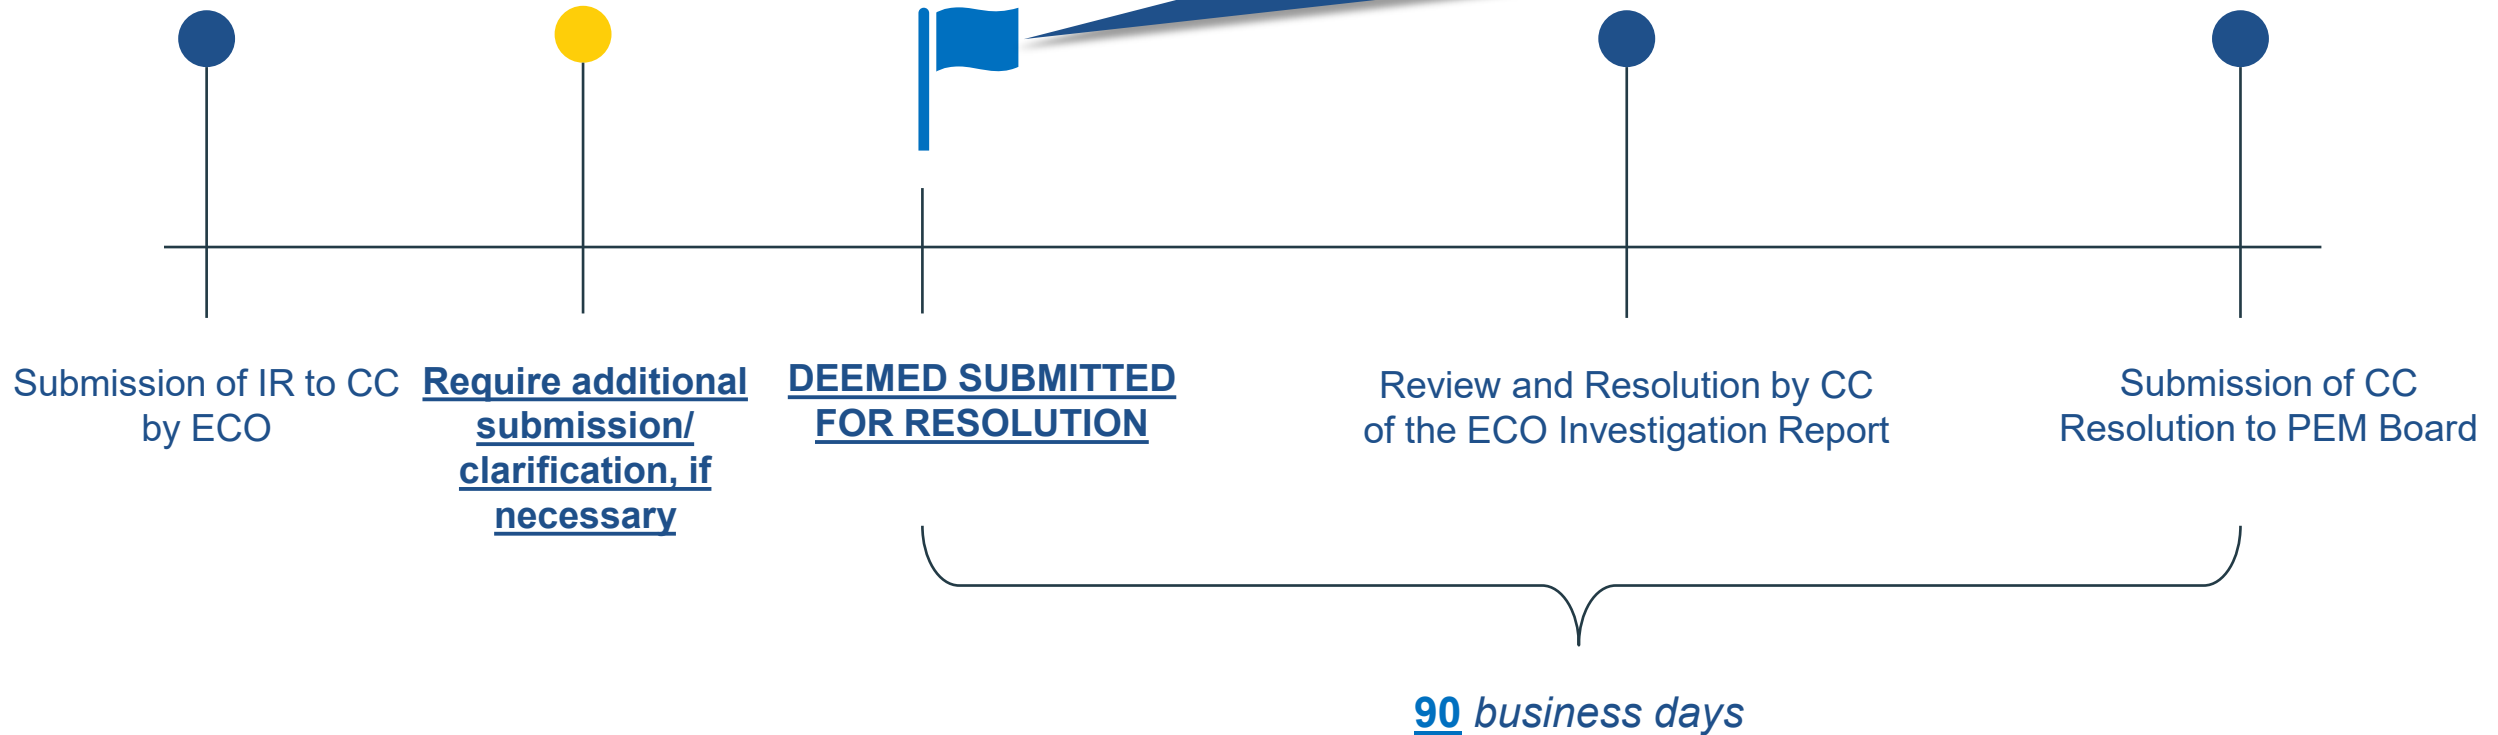 Submission of IR to CC
by ECO
Require additional
submission/
clarification, if
necessary
DEEMED SUBMITTED
FOR RESOLUTION
Review and Resolution by CC
of the ECO Investigation Report
Submission of CC
Resolution to PEM Board
90 business days